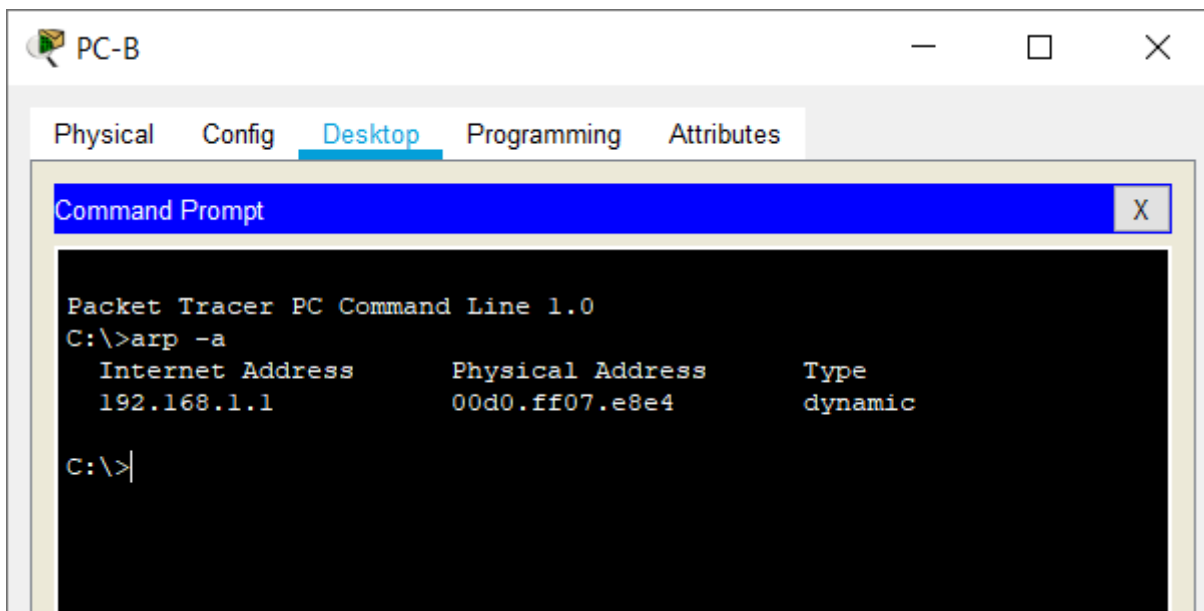 PC-B
Physical Config Desktop Programming Attributes
Command Prompt X
Packet Tracer PC Command Line 1.0
C:\>arp -a
Internet Address Physical Address Type
192.168.1.1 00d0.ff07.e8e4 dynamic
C:\>